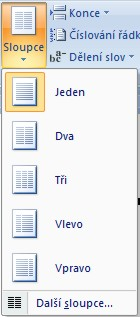 Sloupce
Konce
Číslování řádk
Dělení slov
Jeden
Dva
Tři
Vlevo
Vpravo
Další sloupce...